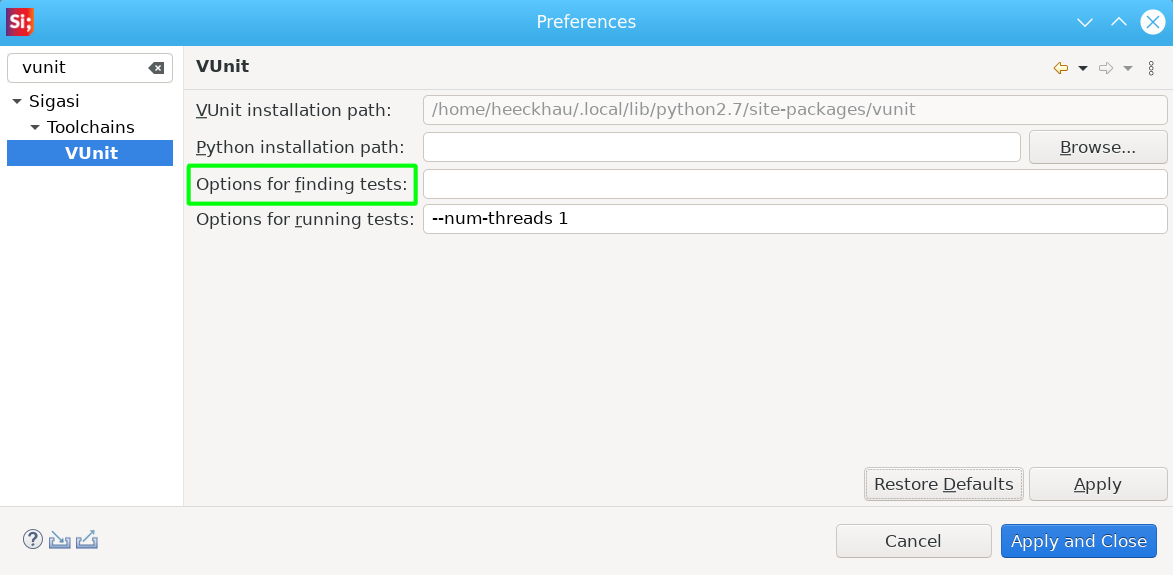 Si; Preferences
vunit
VUnit
Sigasi
Toolchains
VUnit
VUnit installation path: /home/heeckhau/.local/lib/python2.7/site-packages/vunit
Python installation path: Browse...
Options for finding tests:
Options for running tests: --num-threads 1
Restore Defaults Apply
? Cancel Apply and Close